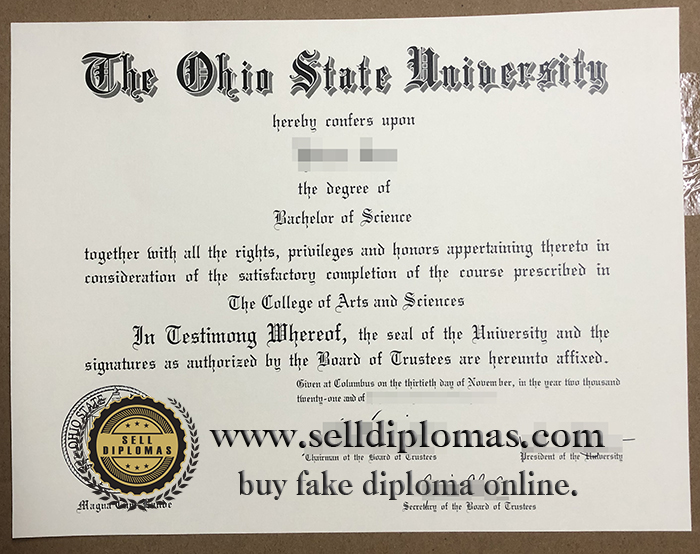 The Ohio State University
hereby confers upon
the degree of
Bachelor of Science
together with all the rights, privileges and honors appertaining thereto in
consideration of the satisfactory completion of the course prescribed in
The College of Arts and Sciences
In Testimony Whereof, the seal of the University and the
signatures as authorized by the Board of Trustees are hereunto affixed.
Given at Columbus on the thirtieth day of November, in the year two thousand
twenty-one and of
OHIO STATE
SELL
DIPLOMAS
www.selldiplomas.com
Chairman of the Board of Trustees
President of the University
buy fake diploma online.
Magna Cum Laude
Secretary of the Board of Trustees